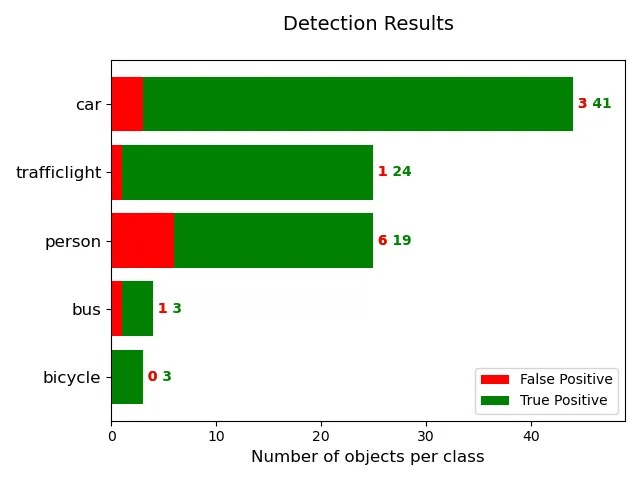 Detection Results
car
3 41
trafficlight
1 24
person
6 19
bus
1 3
bicycle
0 3
False Positive
True Positive
0 10 20 30 40
Number of objects per class